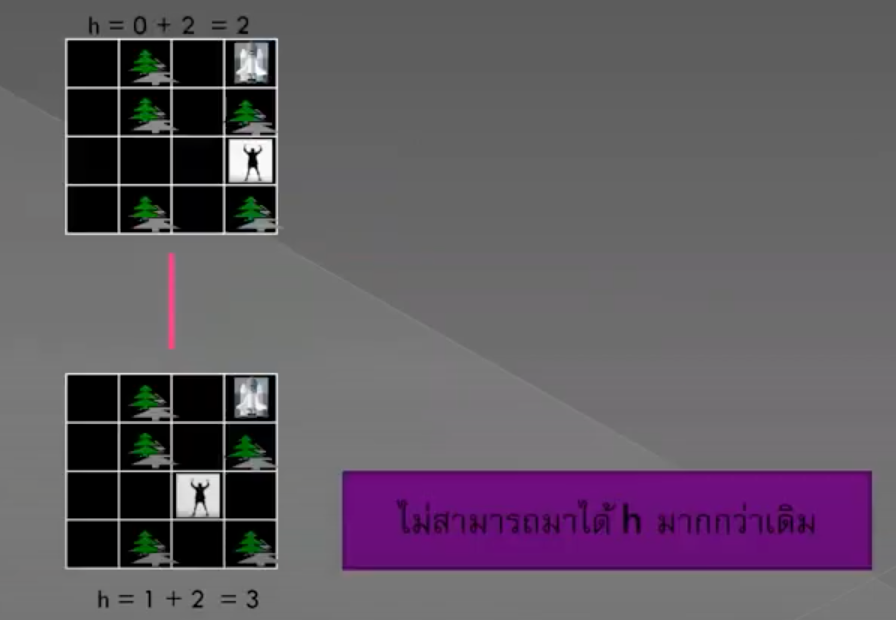 h = 0 + 2 = 2
ไม่สามารถมาได้ h มากกว่าเดิม
h = 1 + 2 = 3